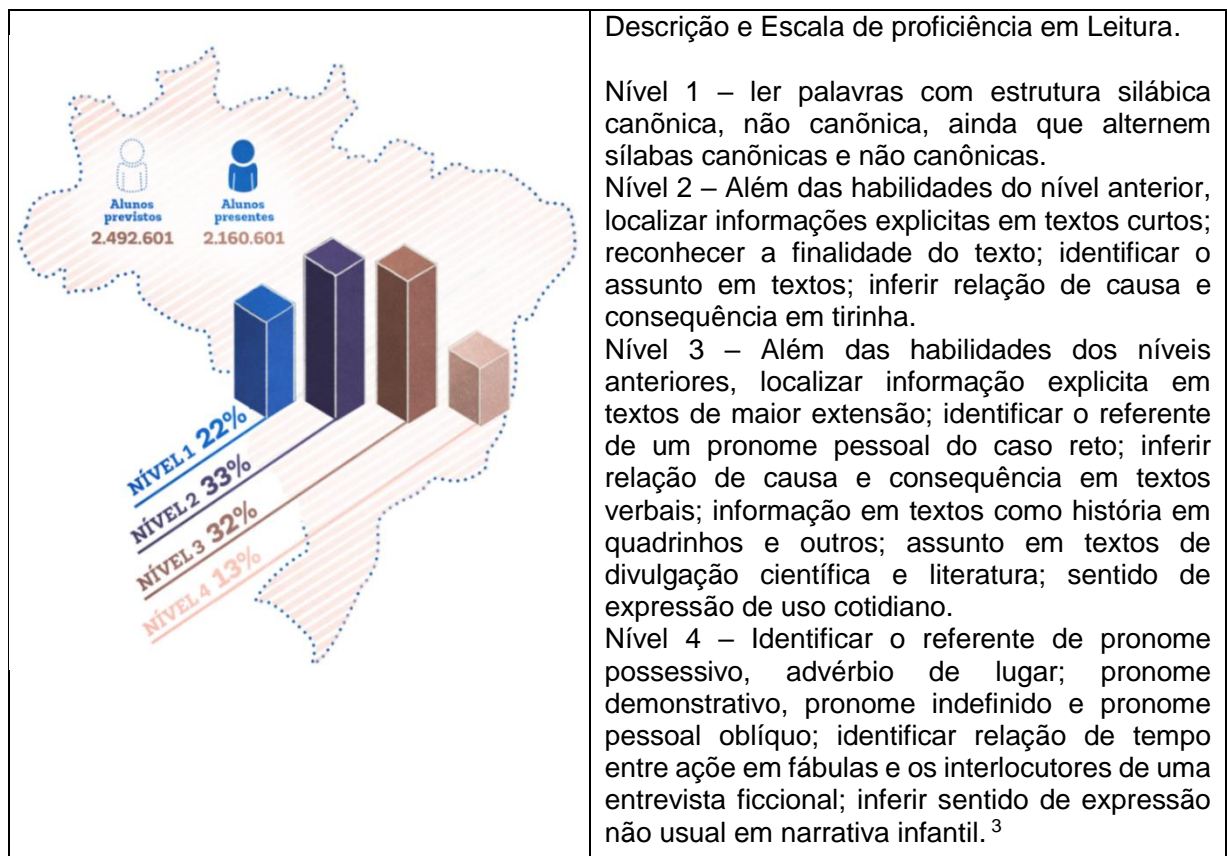 Alunos
previstos
2.492.601
Alunos
presentes
2.160.601
NÍVEL 1 22%
NÍVEL 2 33%
NÍVEL 3 32%
NÍVEL 4 13%
Descrição e Escala de proficiência em Leitura.
Nível 1 – ler palavras com estrutura silábica
canõnica, não canõnica, ainda que alternem
sílabas canõnicas e não canônicas.
Nível 2 – Além das habilidades do nível anterior,
localizar informações explicitas em textos curtos;
reconhecer a finalidade do texto; identificar o
assunto em textos; inferir relação de causa e
consequência em tirinha.
Nível 3 – Além das habilidades dos níveis
anteriores, localizar informação explicita em
textos de maior extensão; identificar o referente
de um pronome pessoal do caso reto; inferir
relação de causa e consequência em textos
verbais; informação em textos como história em
quadrinhos e outros; assunto em textos de
divulgação científica e literatura; sentido de
expressão de uso cotidiano.
Nível 4 – Identificar o referente de pronome
possessivo, advérbio de lugar; pronome
demonstrativo, pronome indefinido e pronome
pessoal oblíquo; identificar relação de tempo
entre açõe em fábulas e os interlocutores de uma
entrevista ficcional; inferir sentido de expressão
não usual em narrativa infantil. 3